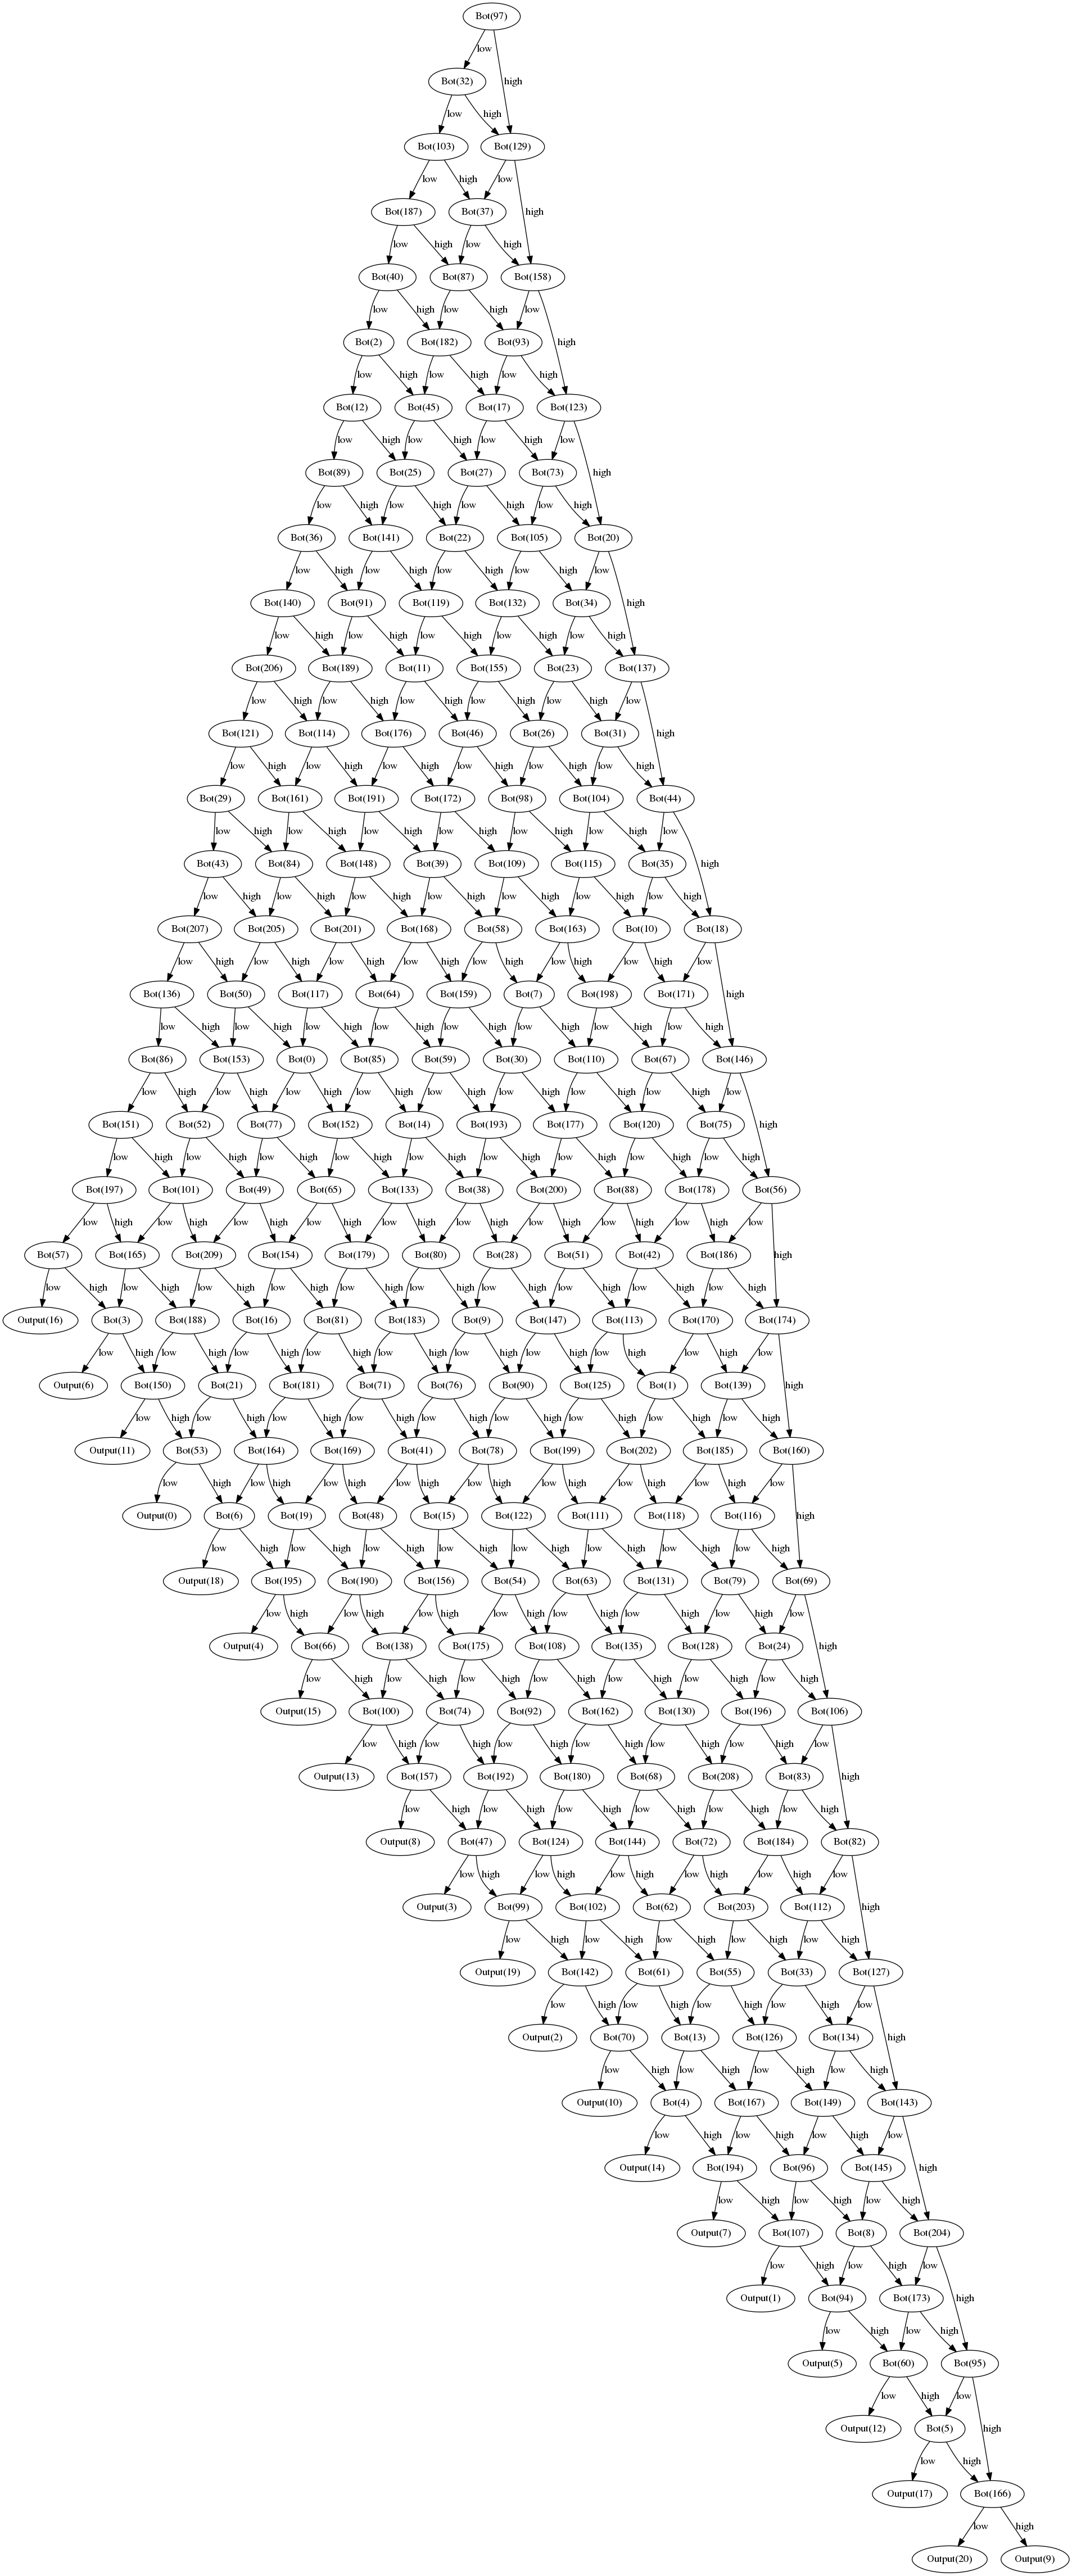 Bot(97)
low
Bot(32) high
low high
Bot(103) Bot(129)
low high low
Bot(187) Bot(37) high
low high low high
Bot(40) Bot(87) Bot(158)
low high low high low
Bot(2) Bot(182) Bot(93) high
low high low high low high
Bot(12) Bot(45) Bot(17) Bot(123)
low high low high low high low
Bot(89) Bot(25) Bot(27) Bot(73) high
low high low high low high low high
Bot(36) Bot(141) Bot(22) Bot(105) Bot(20)
low high low high low high low high low
Bot(140) Bot(91) Bot(119) Bot(132) Bot(34) high
low high low high low high low high low high
Bot(206) Bot(189) Bot(11) Bot(155) Bot(23) Bot(137)
low high low high low high low high low high low
Bot(121) Bot(114) Bot(176) Bot(46) Bot(26) Bot(31) high
low high low high low high low high low high low high
Bot(29) Bot(161) Bot(191) Bot(172) Bot(98) Bot(104) Bot(44)
low high low high low high low high low high low high low
Bot(43) Bot(84) Bot(148) Bot(39) Bot(109) Bot(115) Bot(35) high
low high low high low high low high low high low high low high
Bot(207) Bot(205) Bot(201) Bot(168) Bot(58) Bot(163) Bot(10) Bot(18)
low high low high low high low high low high low high low high low
Bot(136) Bot(50) Bot(117) Bot(64) Bot(159) Bot(7) Bot(198) Bot(171) high
low high low high low high low high low high low high low high low high
Bot(86) Bot(153) Bot(0) Bot(85) Bot(59) Bot(30) Bot(110) Bot(67) Bot(146)
low high low high low high low high low high low high low high low high low
Bot(151) Bot(52) Bot(77) Bot(152) Bot(14) Bot(193) Bot(177) Bot(120) Bot(75) high
low high low high low high low high low high low high low high low high low high
Bot(197) Bot(101) Bot(49) Bot(65) Bot(133) Bot(38) Bot(200) Bot(88) Bot(178) Bot(56)
low high low high low high low high low high low high low high low high low high low
Bot(57) Bot(165) Bot(209) Bot(154) Bot(179) Bot(80) Bot(28) Bot(51) Bot(42) Bot(186) high
low high low high low high low high low high low high low high low high low high low high
Output(16) Bot(3) Bot(188) Bot(16) Bot(81) Bot(183) Bot(9) Bot(147) Bot(113) Bot(170) Bot(174)
low high low high low high low high low high low high low high low high low high low
Output(6) Bot(150) Bot(21) Bot(181) Bot(71) Bot(76) Bot(90) Bot(125) Bot(1) Bot(139) high
low high low high low high low high low high low high low high low high low high
Output(11) Bot(53) Bot(164) Bot(169) Bot(41) Bot(78) Bot(199) Bot(202) Bot(185) Bot(160)
low high low high low high low high low high low high low high low high low
Output(0) Bot(6) Bot(19) Bot(48) Bot(15) Bot(122) Bot(111) Bot(118) Bot(116) high
low high low high low high low high low high low high low high low high
Output(18) Bot(195) Bot(190) Bot(156) Bot(54) Bot(63) Bot(131) Bot(79) Bot(69)
low high low high low high low high low high low high low high low
Output(4) Bot(66) Bot(138) Bot(175) Bot(108) Bot(135) Bot(128) Bot(24) high
low high low high low high low high low high low high low high
Output(15) Bot(100) Bot(74) Bot(92) Bot(162) Bot(130) Bot(196) Bot(106)
low high low high low high low high low high low high low
Output(13) Bot(157) Bot(192) Bot(180) Bot(68) Bot(208) Bot(83) high
low high low high low high low high low high low high
Output(8) Bot(47) Bot(124) Bot(144) Bot(72) Bot(184) Bot(82)
low high low high low high low high low high low
Output(3) Bot(99) Bot(102) Bot(62) Bot(203) Bot(112) high
low high low high low high low high low high
Output(19) Bot(142) Bot(61) Bot(55) Bot(33) Bot(127)
low high low high low high low high low
Output(2) Bot(70) Bot(13) Bot(126) Bot(134) high
low high low high low high low high
Output(10) Bot(4) Bot(167) Bot(149) Bot(143)
low high low high low high low
Output(14) Bot(194) Bot(96) Bot(145) high
low high low high low high
Output(7) Bot(107) Bot(8) Bot(204)
low high low high low
Output(1) Bot(94) Bot(173) high
low high low high
Output(5) Bot(60) Bot(95)
low high low
Output(12) Bot(5) high
low high
Output(17) Bot(166)
low high
Output(20) Output(9)